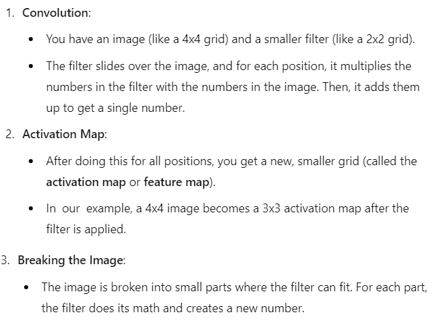 1. Convolution:
• You have an image (like a 4x4 grid) and a smaller filter (like a 2x2 grid).
• The filter slides over the image, and for each position, it multiplies the
numbers in the filter with the numbers in the image. Then, it adds them
up to get a single number.
2. Activation Map:
• After doing this for all positions, you get a new, smaller grid (called the
activation map or feature map).
• In our example, a 4x4 image becomes a 3x3 activation map after the
filter is applied.
3. Breaking the Image:
• The image is broken into small parts where the filter can fit. For each part,
the filter does its math and creates a new number.